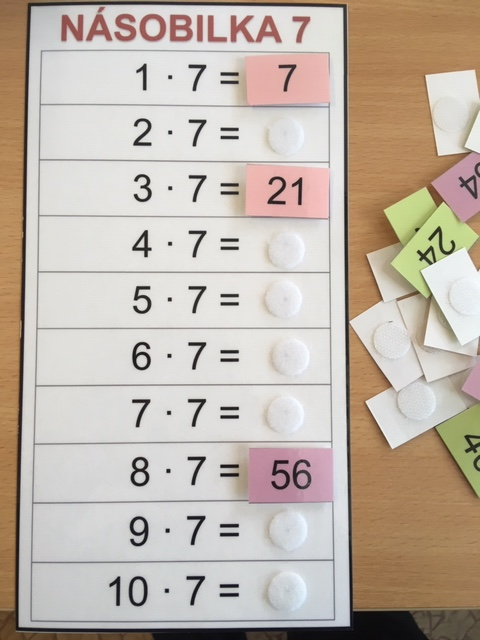 NÁSOBILKA 7
1 · 7 = 7
2 · 7 =
3 · 7 = 21
4 · 7 =
5 · 7 =
6 · 7 =
7 · 7 =
8 · 7 = 56
9 · 7 =
10 · 7 =
24